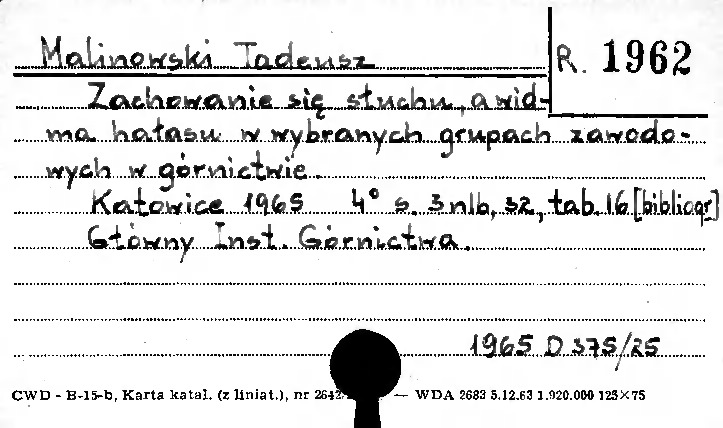 Malinowski Tadeusz
R. 1962
Zachowanie się słuchu, a wid-
ma hałasu w wybranych grupach zawodo-
wych w górnictwie.
Katowice 1965 4° s. 3 nlb, 32, tab. 16 [bibliogr]
Główny Inst. Górnictwa.
1965 D 375/25
CWD - B-15-b, Karta katal. (z liniat.), nr 2642 — WDA 2683 5.12.63 1.920.000 125×75